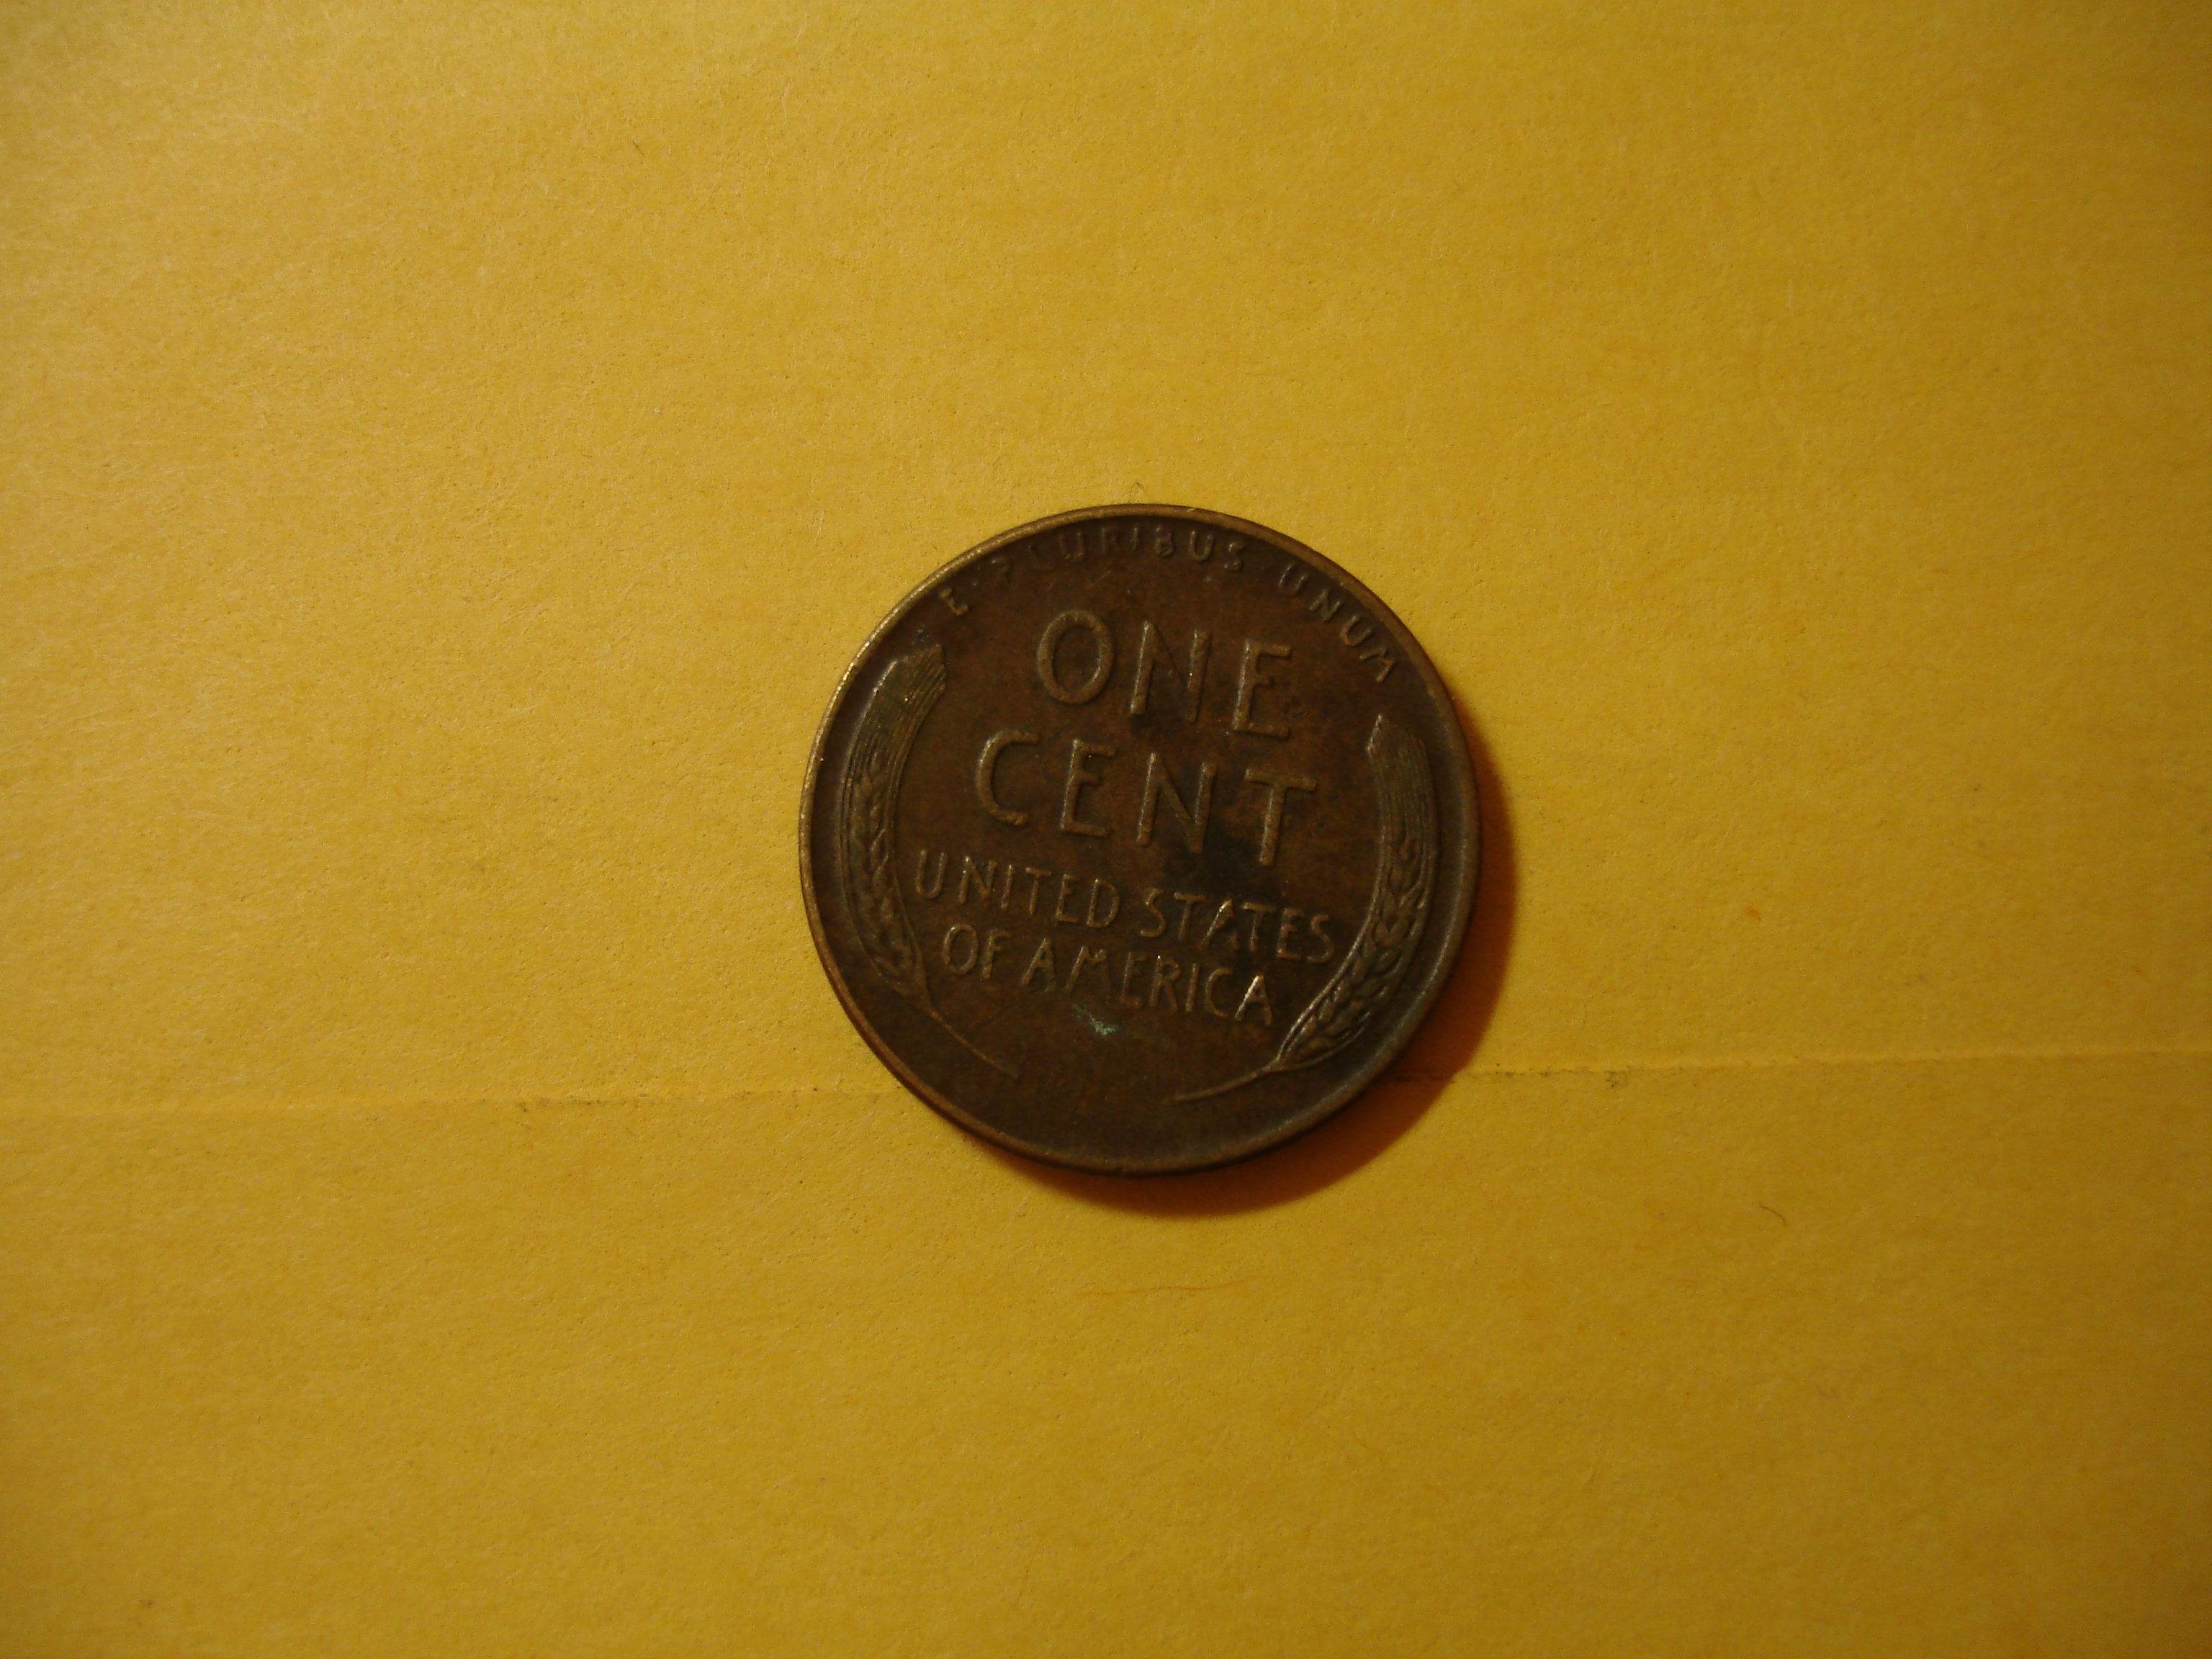 E·PLURIBUS·UNUM
ONE
CENT
UNITED STATES
OF AMERICA